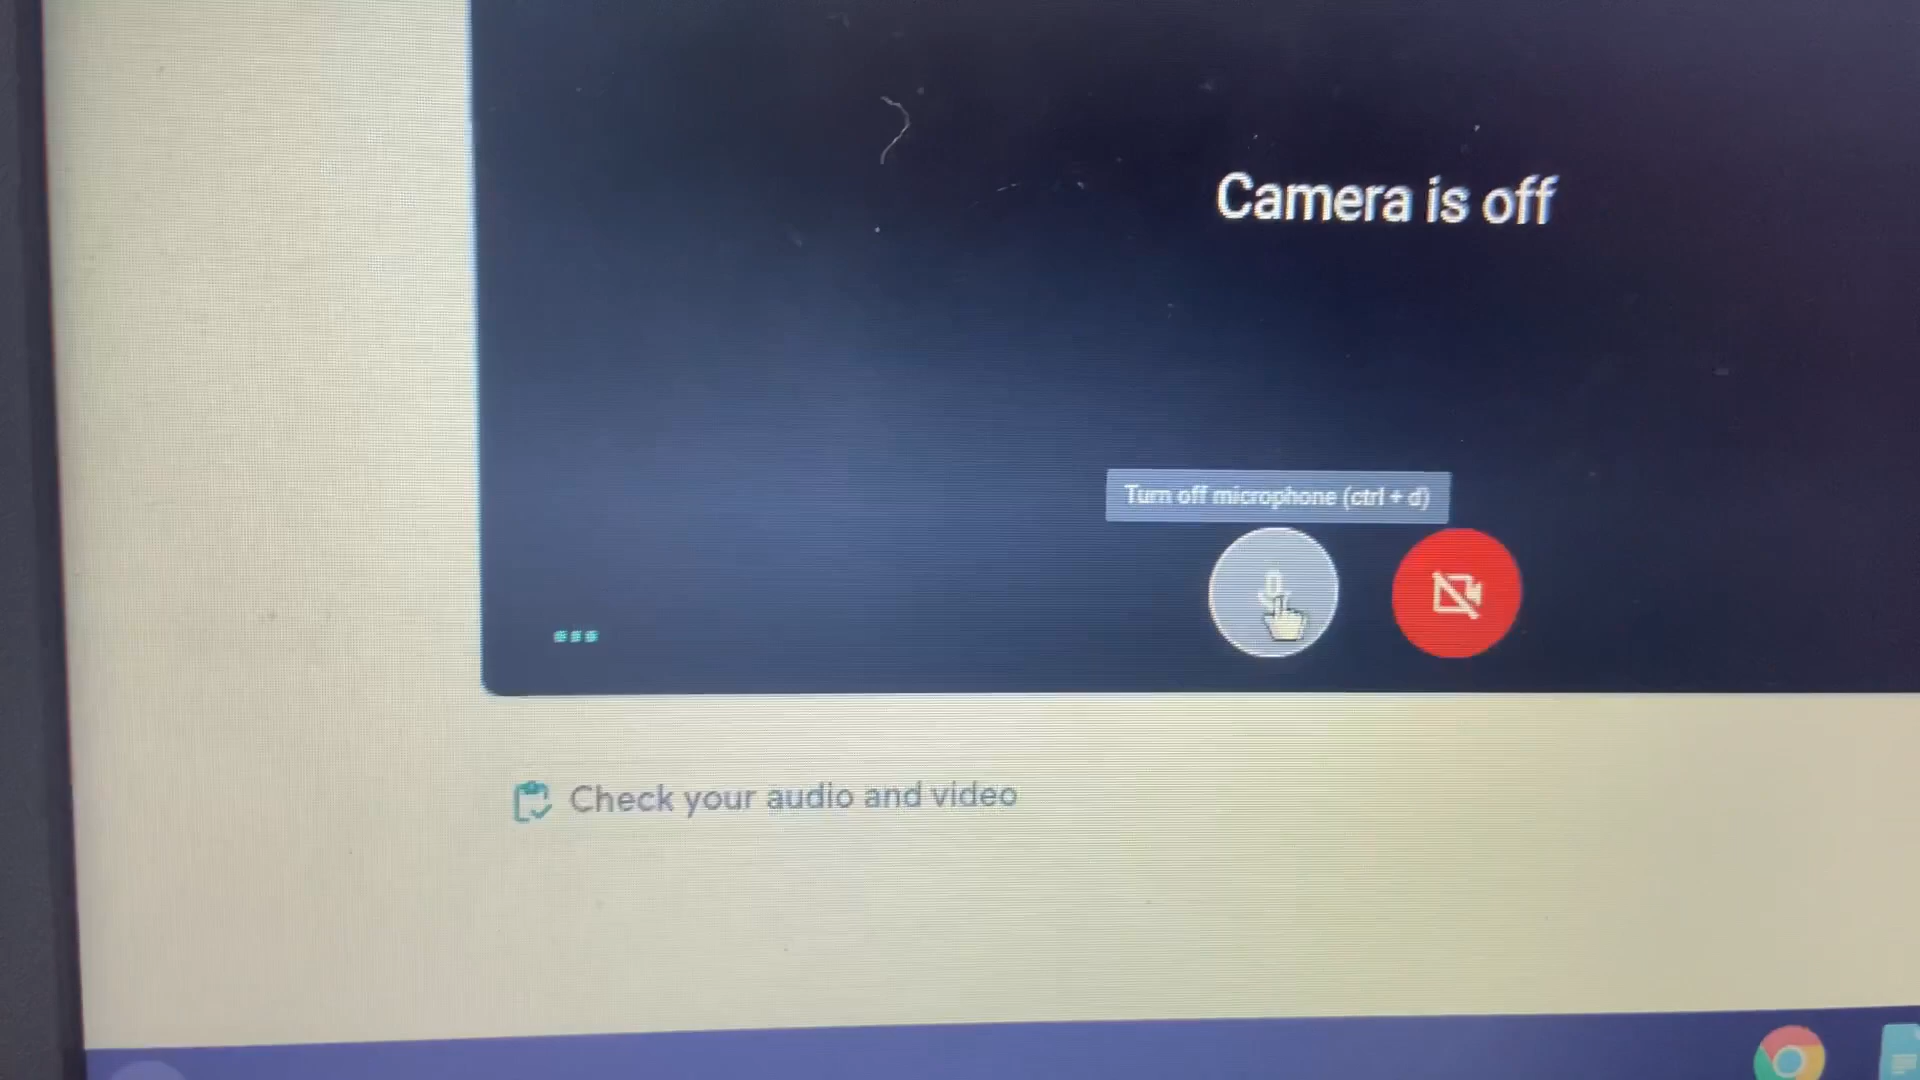 Camera is off
Turn off microphone (ctrl + d)
Check your audio and video